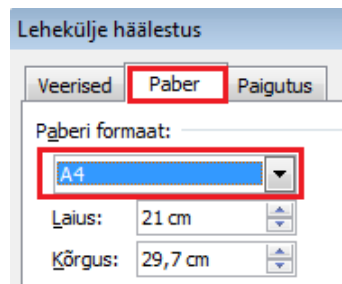 Lehekülje häälestus
Veerised Paber Paigutus
Paberi formaat:
A4
Laius: 21 cm
Kõrgus: 29,7 cm